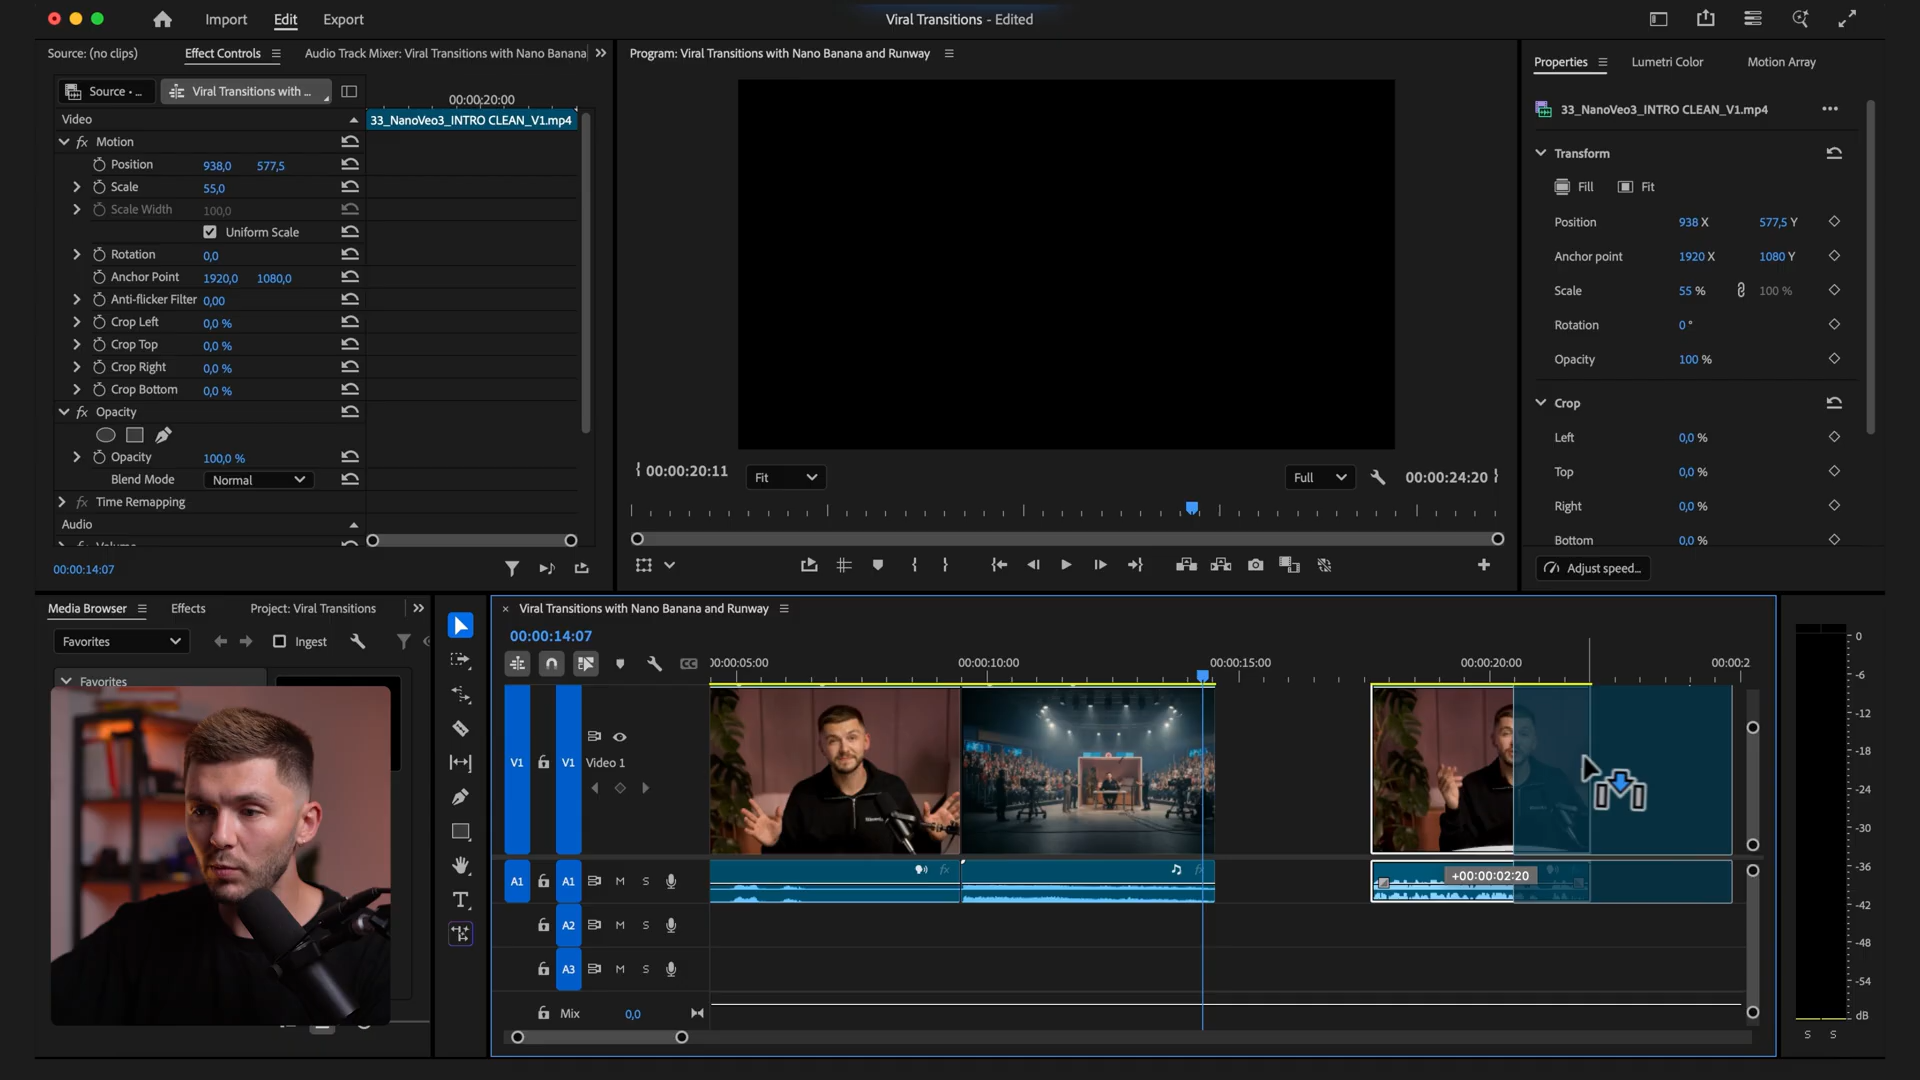 Import Edit Export
Viral Transitions - Edited
Source: (no clips) Effect Controls Audio Track Mixer: Viral Transitions with Nano Banana
Source • ... Viral Transitions with ...
00:00:20:00
Video
33_NanoVeo3_INTRO CLEAN_V1.mp4
fx Motion
Position 938,0 577,5
Scale 55,0
Scale Width 100,0
Uniform Scale
Rotation 0,0
Anchor Point 1920,0 1080,0
Anti-flicker Filter 0,00
Crop Left 0,0 %
Crop Top 0,0 %
Crop Right 0,0 %
Crop Bottom 0,0 %
fx Opacity
Opacity 100,0 %
Blend Mode Normal
fx Time Remapping
Audio
00:00:14:07
Program: Viral Transitions with Nano Banana and Runway
00:00:20:11 Fit Full 00:00:24:20
Properties Lumetri Color Motion Array
33_NanoVeo3_INTRO CLEAN_V1.mp4
Transform
Fill Fit
Position 938 X 577,5 Y
Anchor point 1920 X 1080 Y
Scale 55 % 100 %
Rotation 0 °
Opacity 100 %
Crop
Left 0,0 %
Top 0,0 %
Right 0,0 %
Bottom 0,0 %
Adjust speed...
Media Browser Effects Project: Viral Transitions
Favorites Ingest
Favorites
Viral Transitions with Nano Banana and Runway
00:00:14:07
00:00:05:00 00:00:10:00 00:00:15:00 00:00:20:00 00:00:2
V1 V1 Video 1
A1 A1 M S
fx fx
+00:00:02:20
A2 M S
A3 M S
Mix 0,0
0
-6
-12
-18
-24
-30
-36
-42
-48
-54
dB
S S